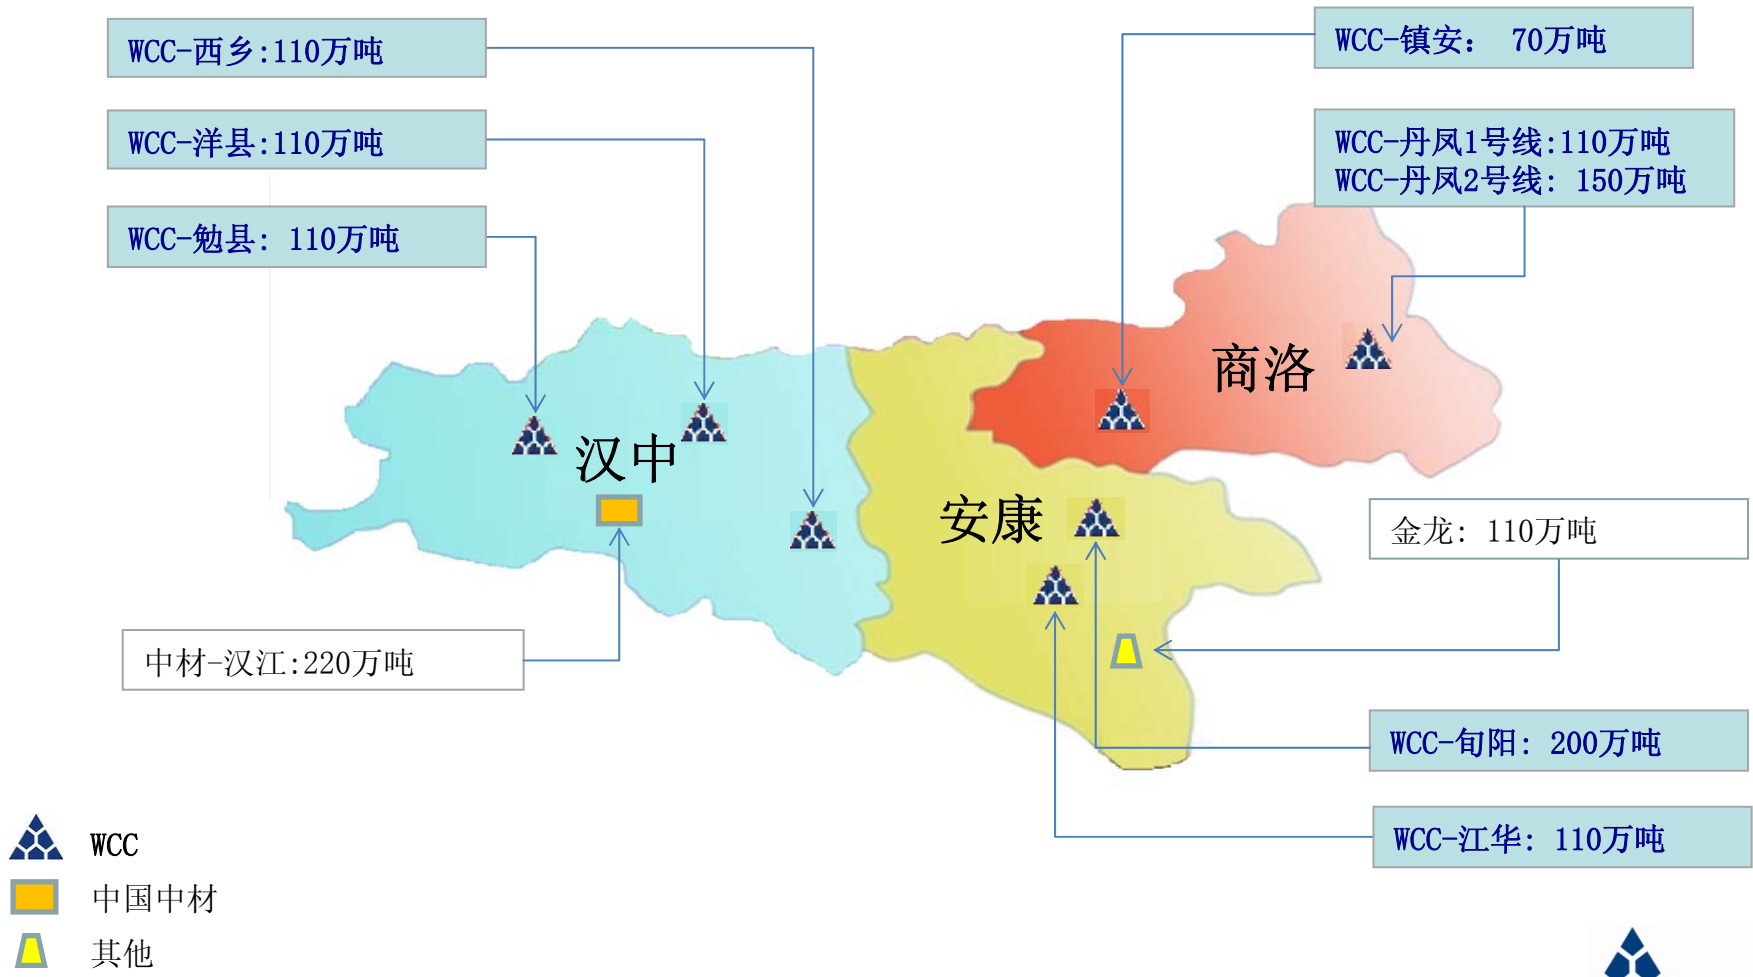 WCC-西乡:110万吨
WCC-镇安： 70万吨
WCC-洋县:110万吨
WCC-丹凤1号线:110万吨
WCC-丹凤2号线: 150万吨
WCC-勉县: 110万吨
商洛
汉中
安康
金龙: 110万吨
中材-汉江:220万吨
WCC-旬阳: 200万吨
WCC-江华: 110万吨
WCC
中国中材
其他